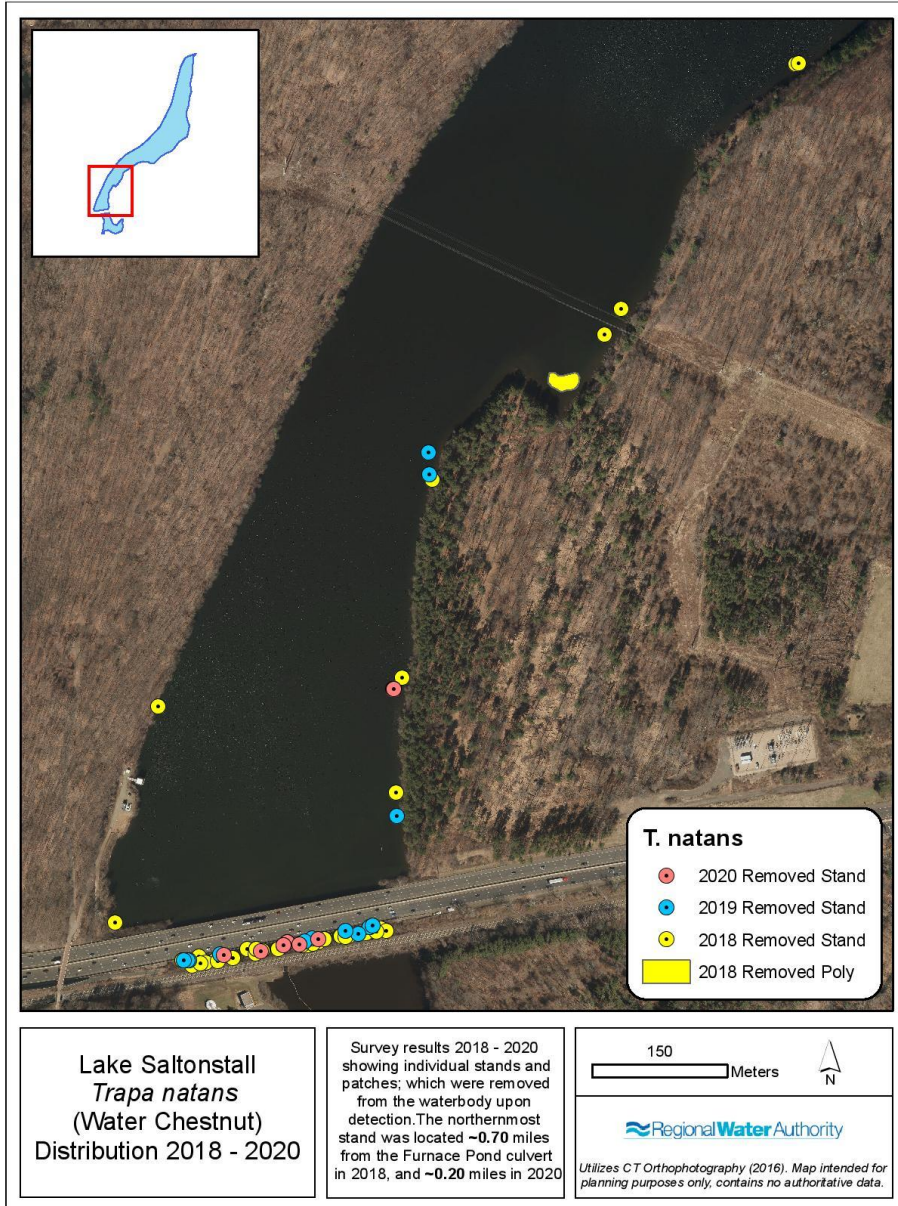 T. natans
2020 Removed Stand
2019 Removed Stand
2018 Removed Stand
2018 Removed Poly
Lake Saltonstall
Trapa natans
(Water Chestnut)
Distribution 2018 - 2020
Survey results 2018 - 2020
showing individual stands and
patches; which were removed
from the waterbody upon
detection.The northernmost
stand was located ~0.70 miles
from the Furnace Pond culvert
in 2018, and ~0.20 miles in 2020
150
Meters
N
Regional Water Authority
Utilizes CT Orthophotography (2016). Map intended for
planning purposes only, contains no authoritative data.